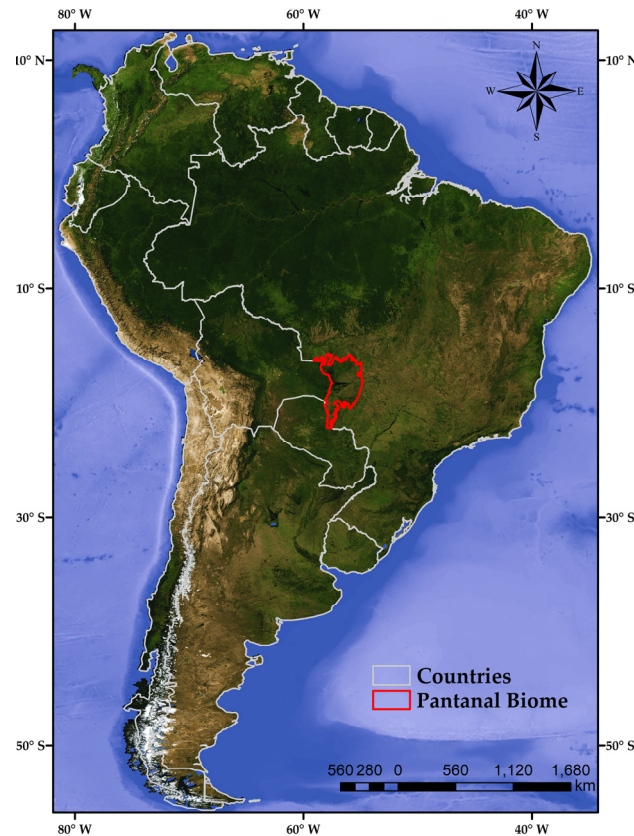 80° W 60° W 40° W
10° N 10° N
N
W E
S
10° S 10° S
30° S 30° S
Countries
Pantanal Biome
50° S 50° S
560 280 0 560 1,120 1,680
km
80° W 60° W 40° W